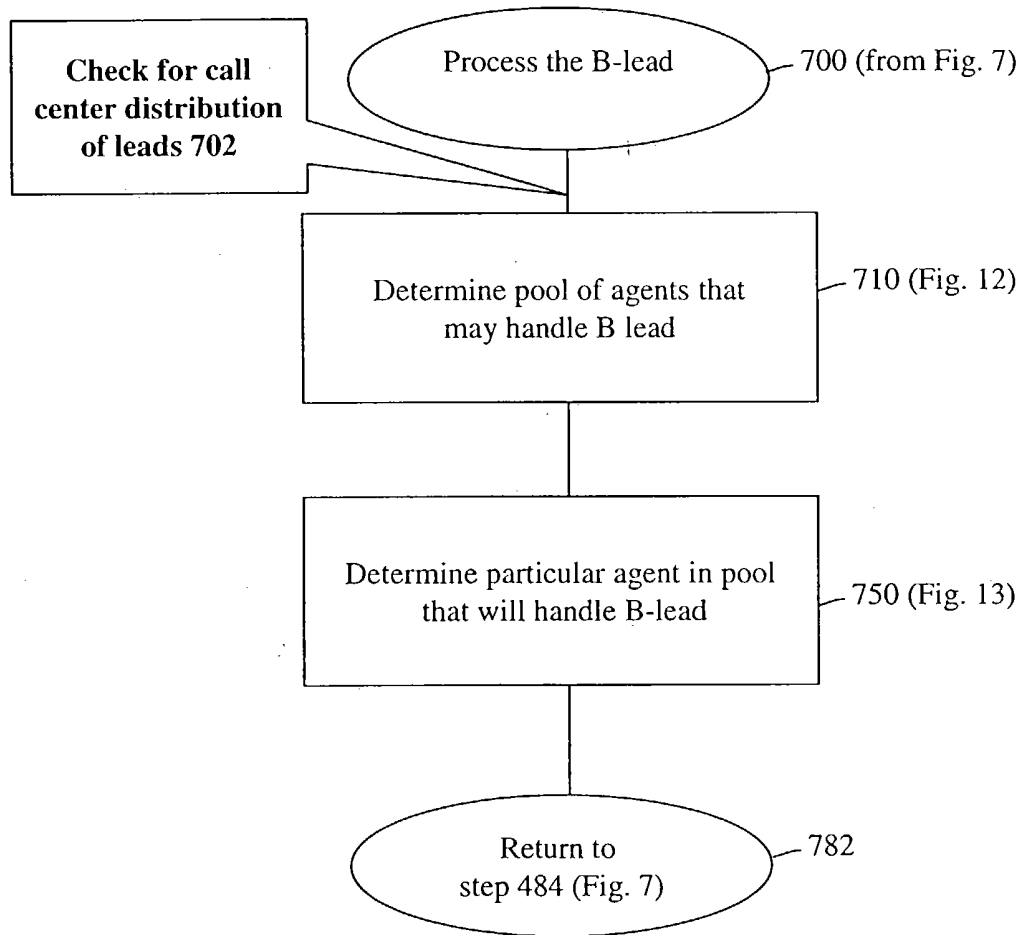 Check for call
center distribution
of leads 702
Process the B-lead
700 (from Fig. 7)
Determine pool of agents that
may handle B lead
710 (Fig. 12)
Determine particular agent in pool
that will handle B-lead
750 (Fig. 13)
Return to
step 484 (Fig. 7)
782